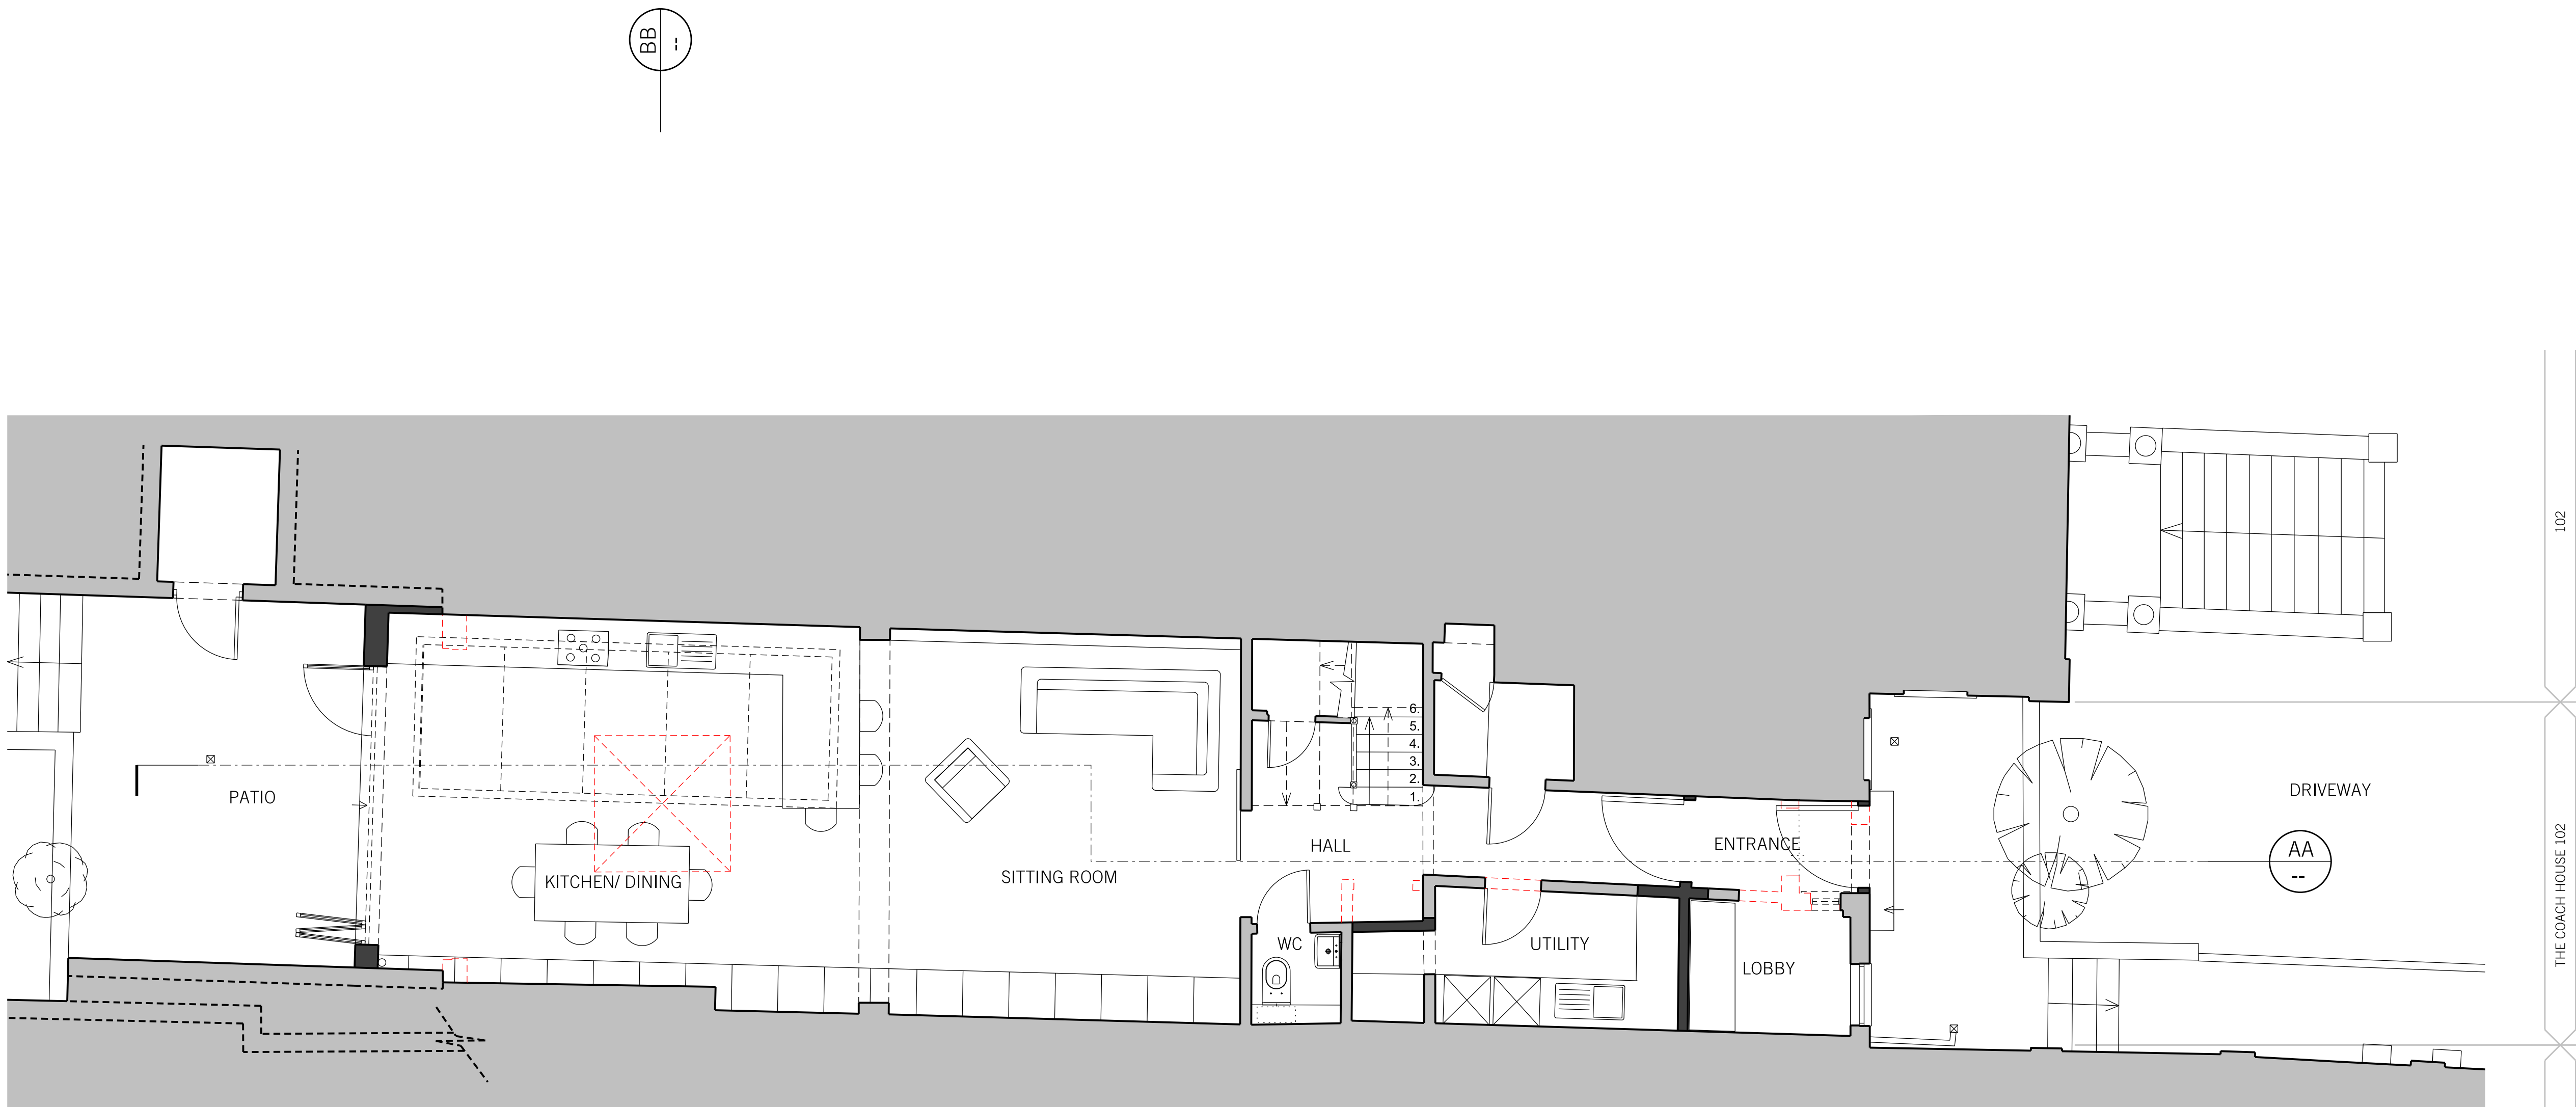 BB
--
102
6.
5.
4.
3.
2.
1.
PATIO
DRIVEWAY
HALL
ENTRANCE
AA
--
KITCHEN/ DINING
SITTING ROOM
WC
UTILITY
LOBBY
THE COACH HOUSE 102